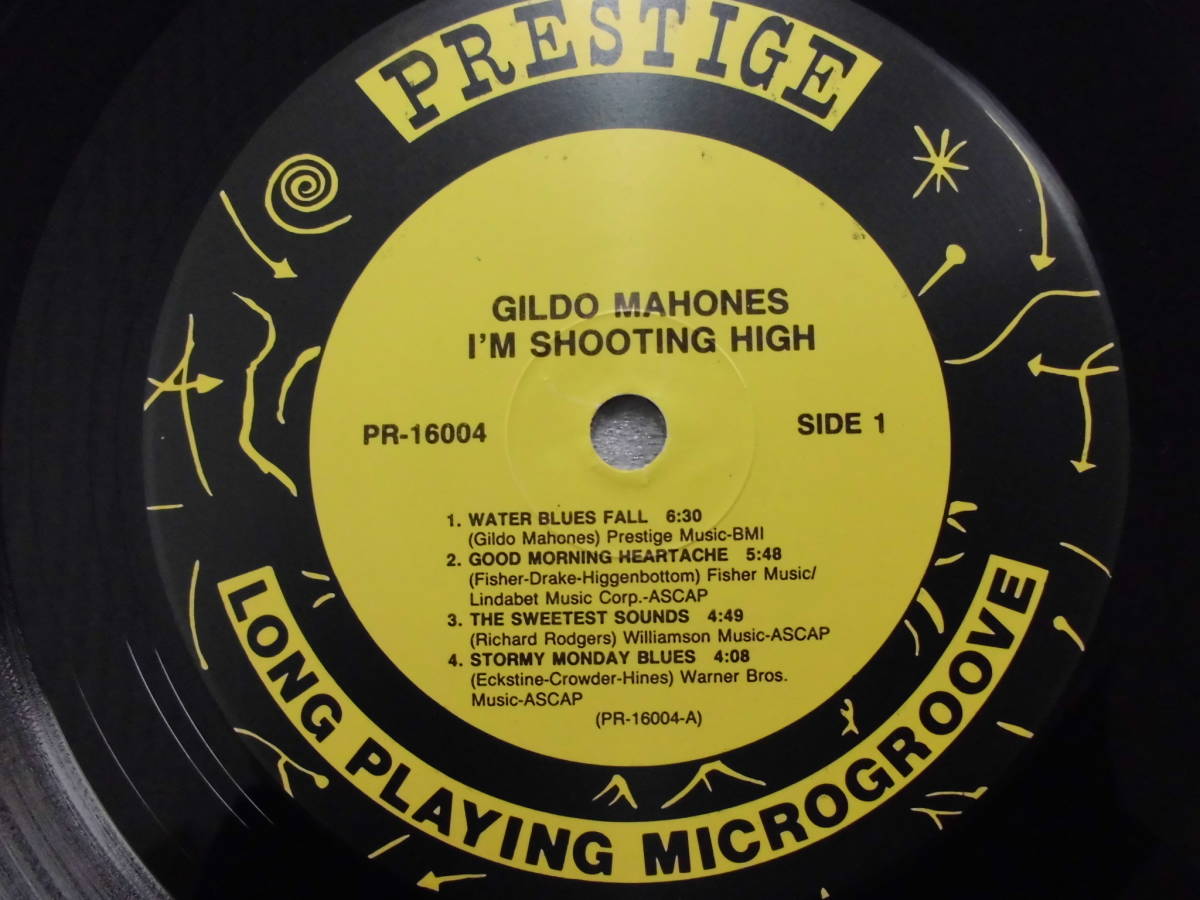 PRESTIGE
GILDO MAHONES
I'M SHOOTING HIGH
PR-16004
SIDE 1
1. WATER BLUES FALL 6:30
(Gildo Mahones) Prestige Music-BMI
2. GOOD MORNING HEARTACHE 5:48
(Fisher-Drake-Higgenbottom) Fisher Music/
Lindabet Music Corp.-ASCAP
3. THE SWEETEST SOUNDS 4:49
(Richard Rodgers) Williamson Music-ASCAP
4. STORMY MONDAY BLUES 4:08
(Eckstine-Crowder-Hines) Warner Bros.
Music-ASCAP
(PR-16004-A)
LONG PLAYING MICROGROOVE